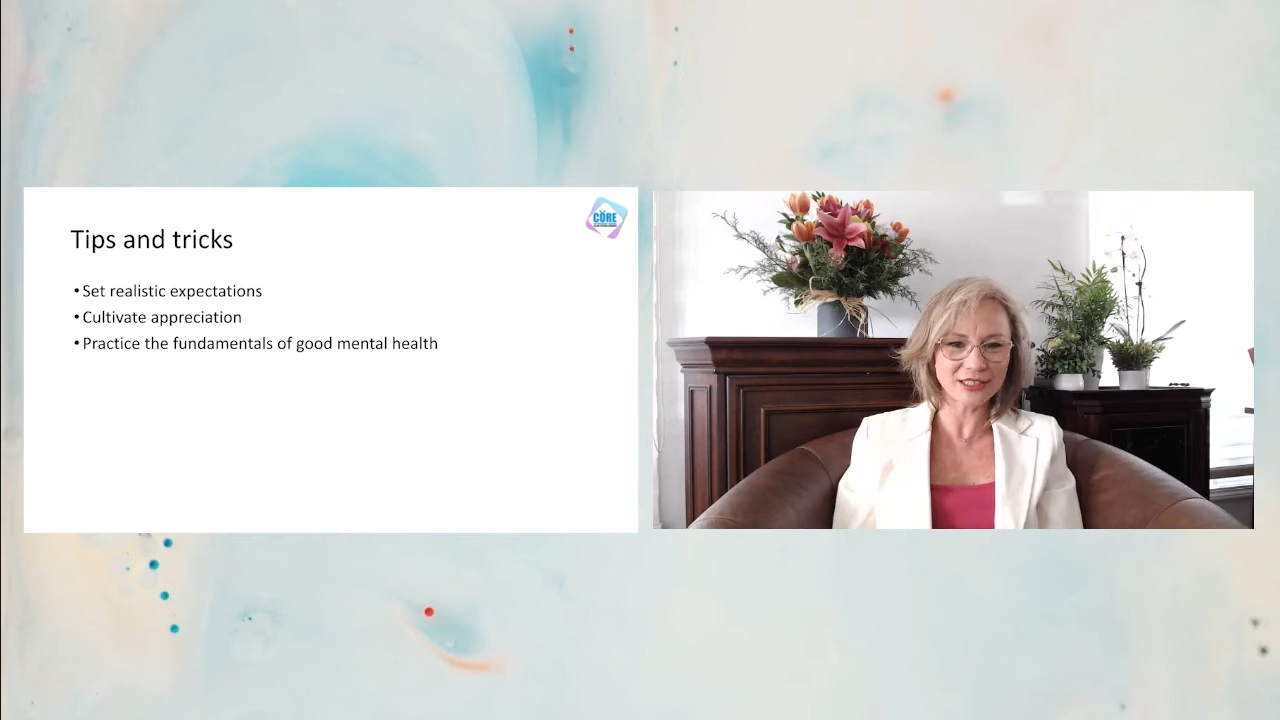 CORE
Tips and tricks
•Set realistic expectations
•Cultivate appreciation
•Practice the fundamentals of good mental health